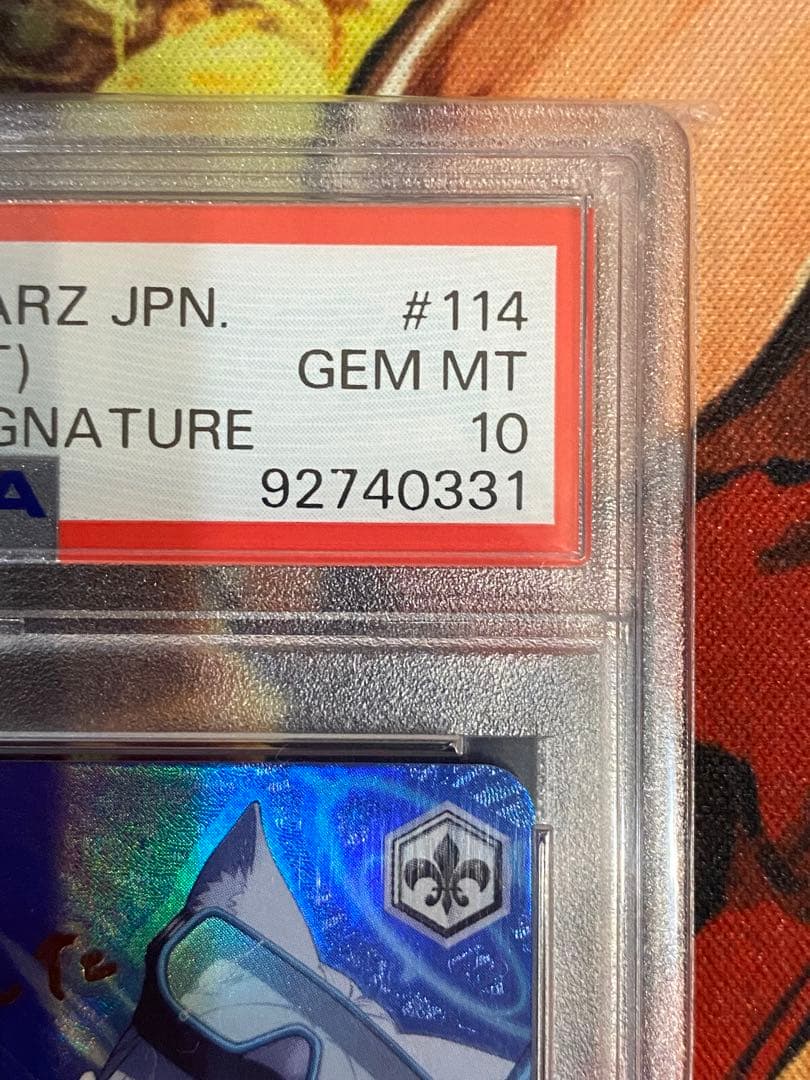 ARZ JPN. #114
T) GEM MT
GNATURE 10
A 92740331